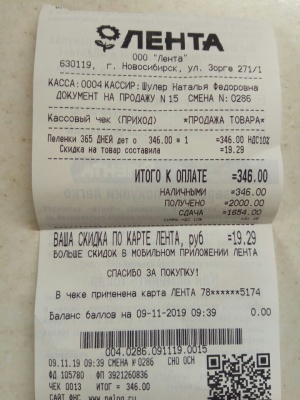 ЛЕНТА
ООО "Лента"
630119, г. Новосибирск, ул. Зорге 271/1
КАССА:0004 КАССИР: Шулер Наталья Федоровна
ДОКУМЕНТ НА ПРОДАЖУ N 15 СМЕНА N: 0286
Кассовый чек (ПРИХОД) *ПРОДАЖА ТОВАРА*
Пеленки 365 ДНЕЙ дет о 346.00 * 1 =346.00 НДС10%
Скидка на товар составила =19.29
ИТОГО К ОПЛАТЕ =346.00
НАЛИЧНЫМИ =346.00
ПОЛУЧЕНО =2000.00
СДАЧА =1654.00
ВАША СКИДКА ПО КАРТЕ ЛЕНТА, руб =19.29
БОЛЬШЕ СКИДОК В МОБИЛЬНОМ ПРИЛОЖЕНИИ ЛЕНТА
СПАСИБО ЗА ПОКУПКУ!
В чеке применена карта ЛЕНТА 78******5174
Баланс баллов на 09-11-2019 09:39 0.00
004.0286.091119.0015
09.11.19 09:39 СМЕНА 0286 СНО ОСН
ФД 105780 ФП 3921260836
ЧЕК 0013 ИТОГ = 346.00